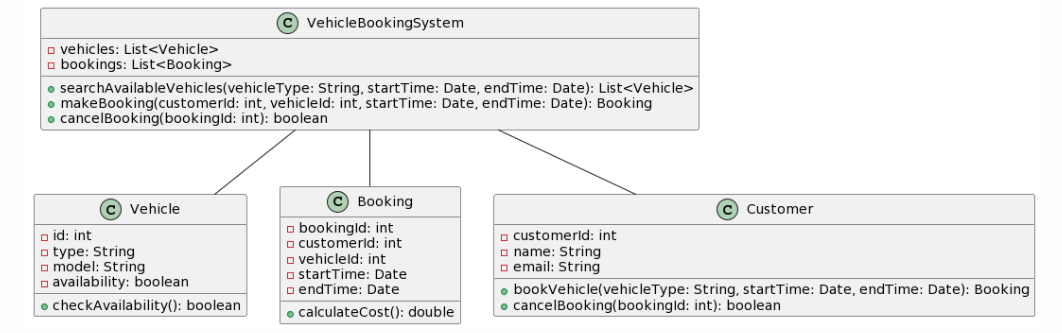 C VehicleBookingSystem
vehicles: List<Vehicle>
bookings: List<Booking>
searchAvailableVehicles(vehicleType: String, startTime: Date, endTime: Date): List<Vehicle>
makeBooking(customerId: int, vehicleId: int, startTime: Date, endTime: Date): Booking
cancelBooking(bookingId: int): boolean
C Vehicle
id: int
type: String
model: String
availability: boolean
checkAvailability(): boolean
C Booking
bookingId: int
customerId: int
vehicleId: int
startTime: Date
endTime: Date
calculateCost(): double
C Customer
customerId: int
name: String
email: String
bookVehicle(vehicleType: String, startTime: Date, endTime: Date): Booking
cancelBooking(bookingId: int): boolean